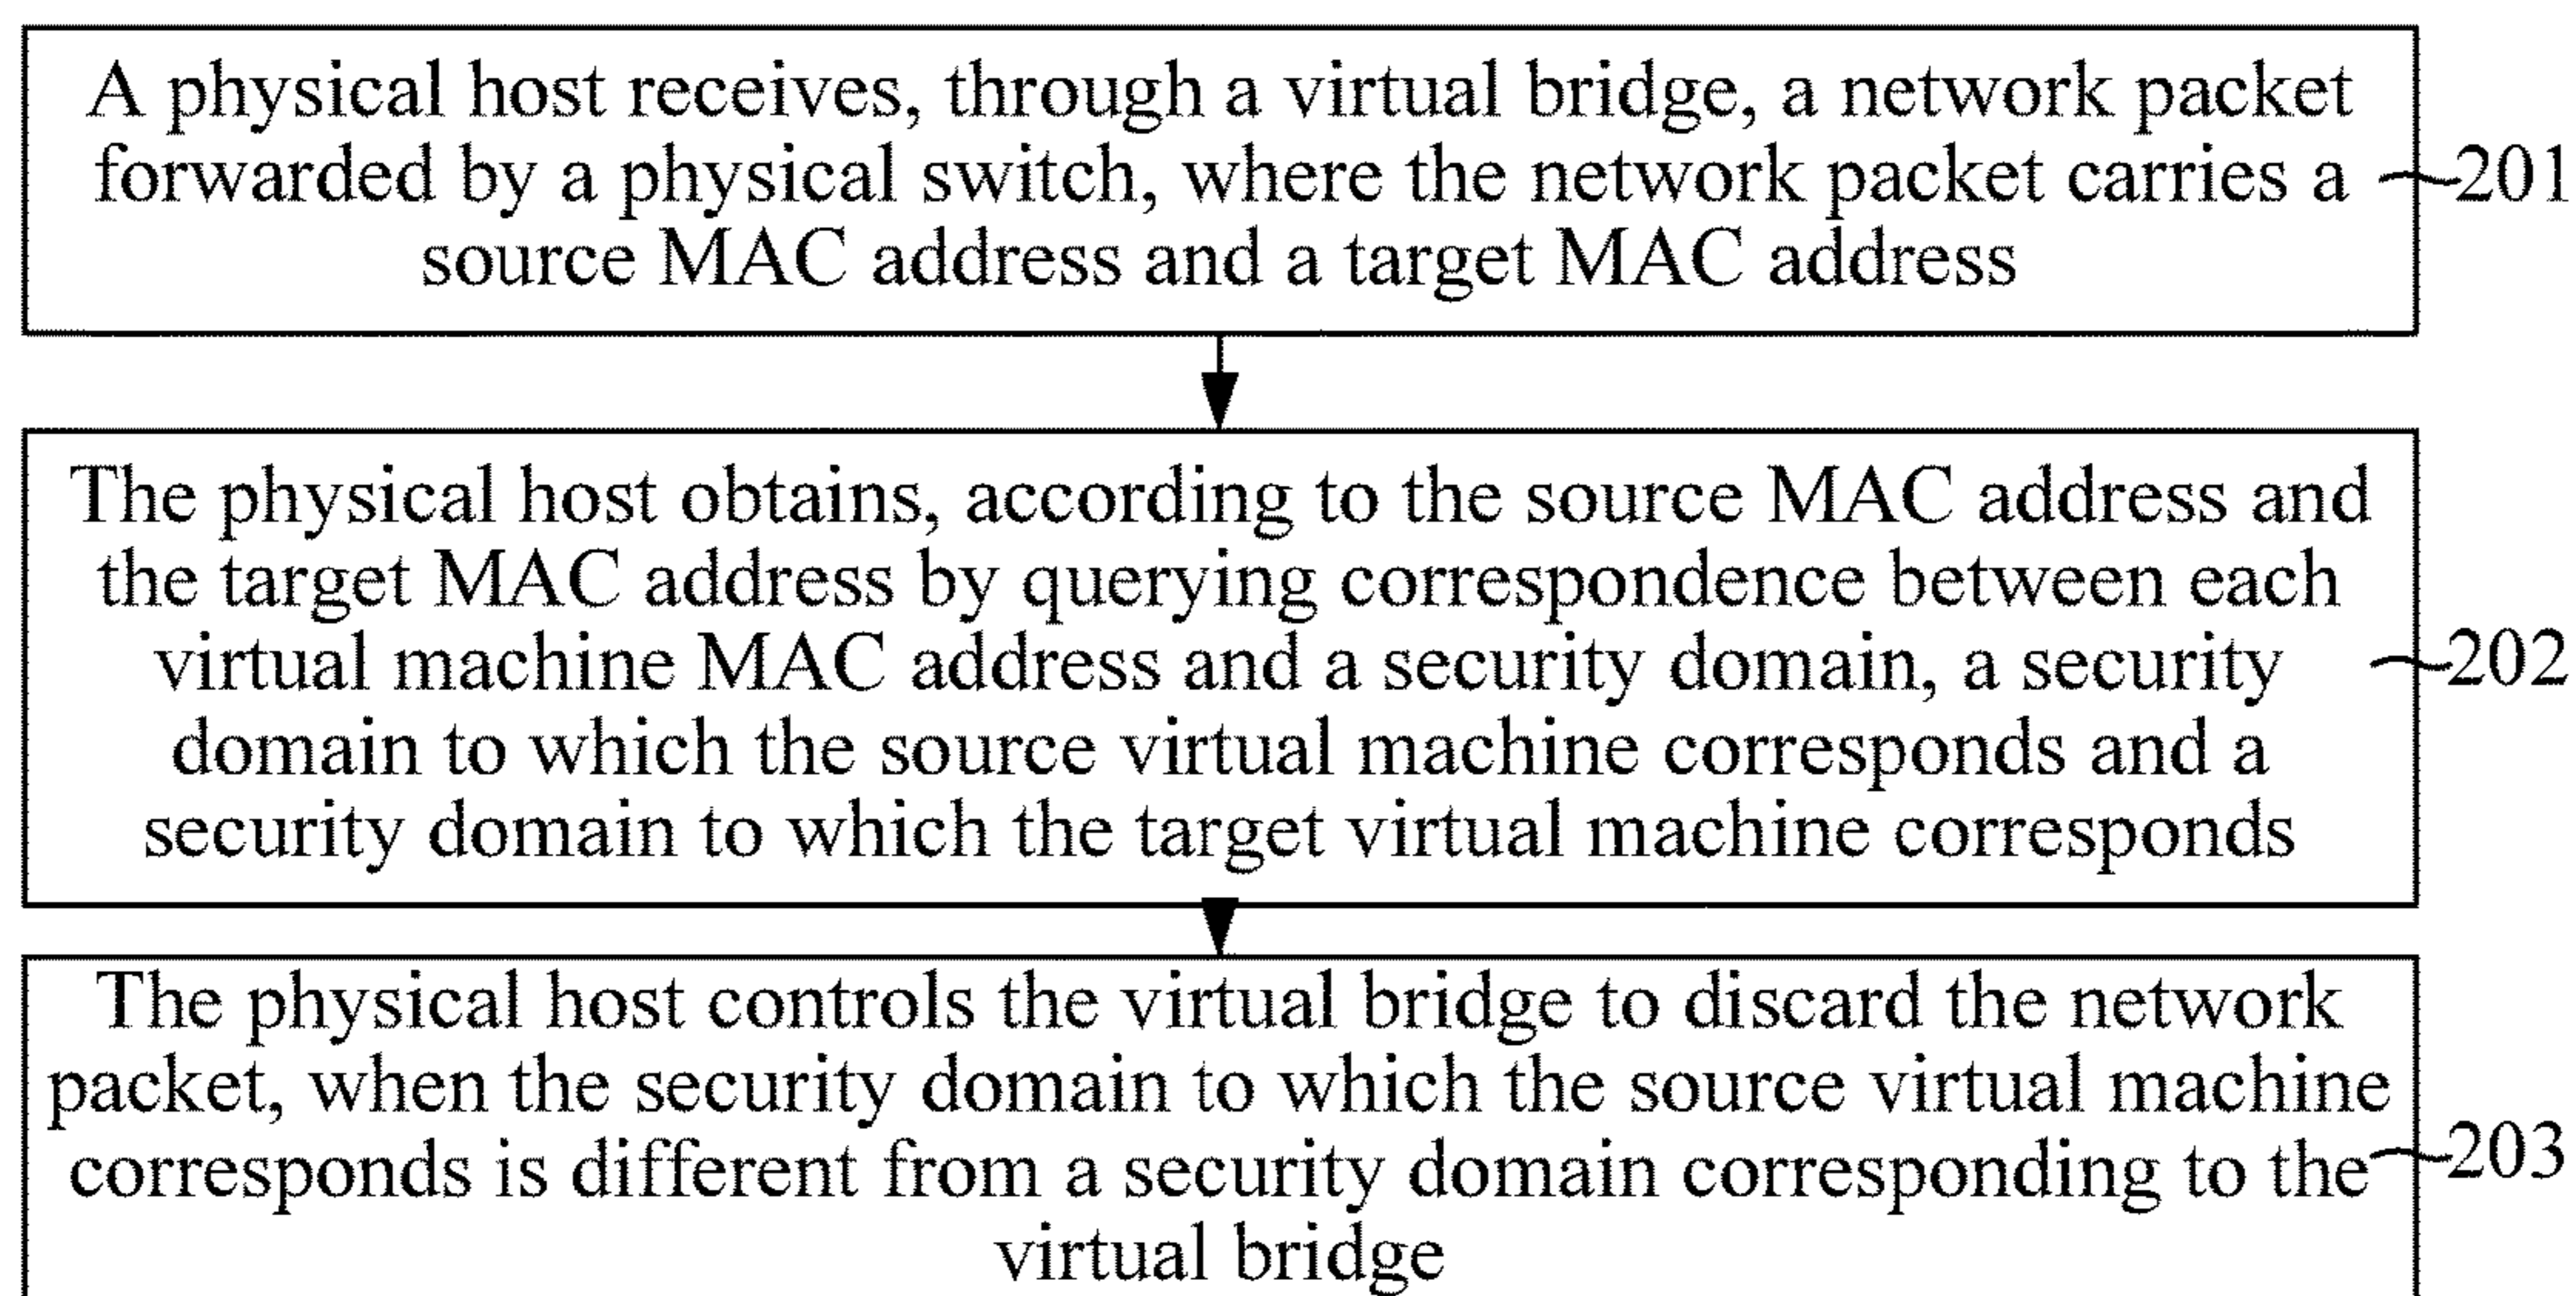 A physical host receives, through a virtual bridge, a network packet
forwarded by a physical switch, where the network packet carries a
source MAC address and a target MAC address
201
The physical host obtains, according to the source MAC address and
the target MAC address by querying correspondence between each
virtual machine MAC address and a security domain, a security
domain to which the source virtual machine corresponds and a
security domain to which the target virtual machine corresponds
202
The physical host controls the virtual bridge to discard the network
packet, when the security domain to which the source virtual machine
corresponds is different from a security domain corresponding to the
virtual bridge
203